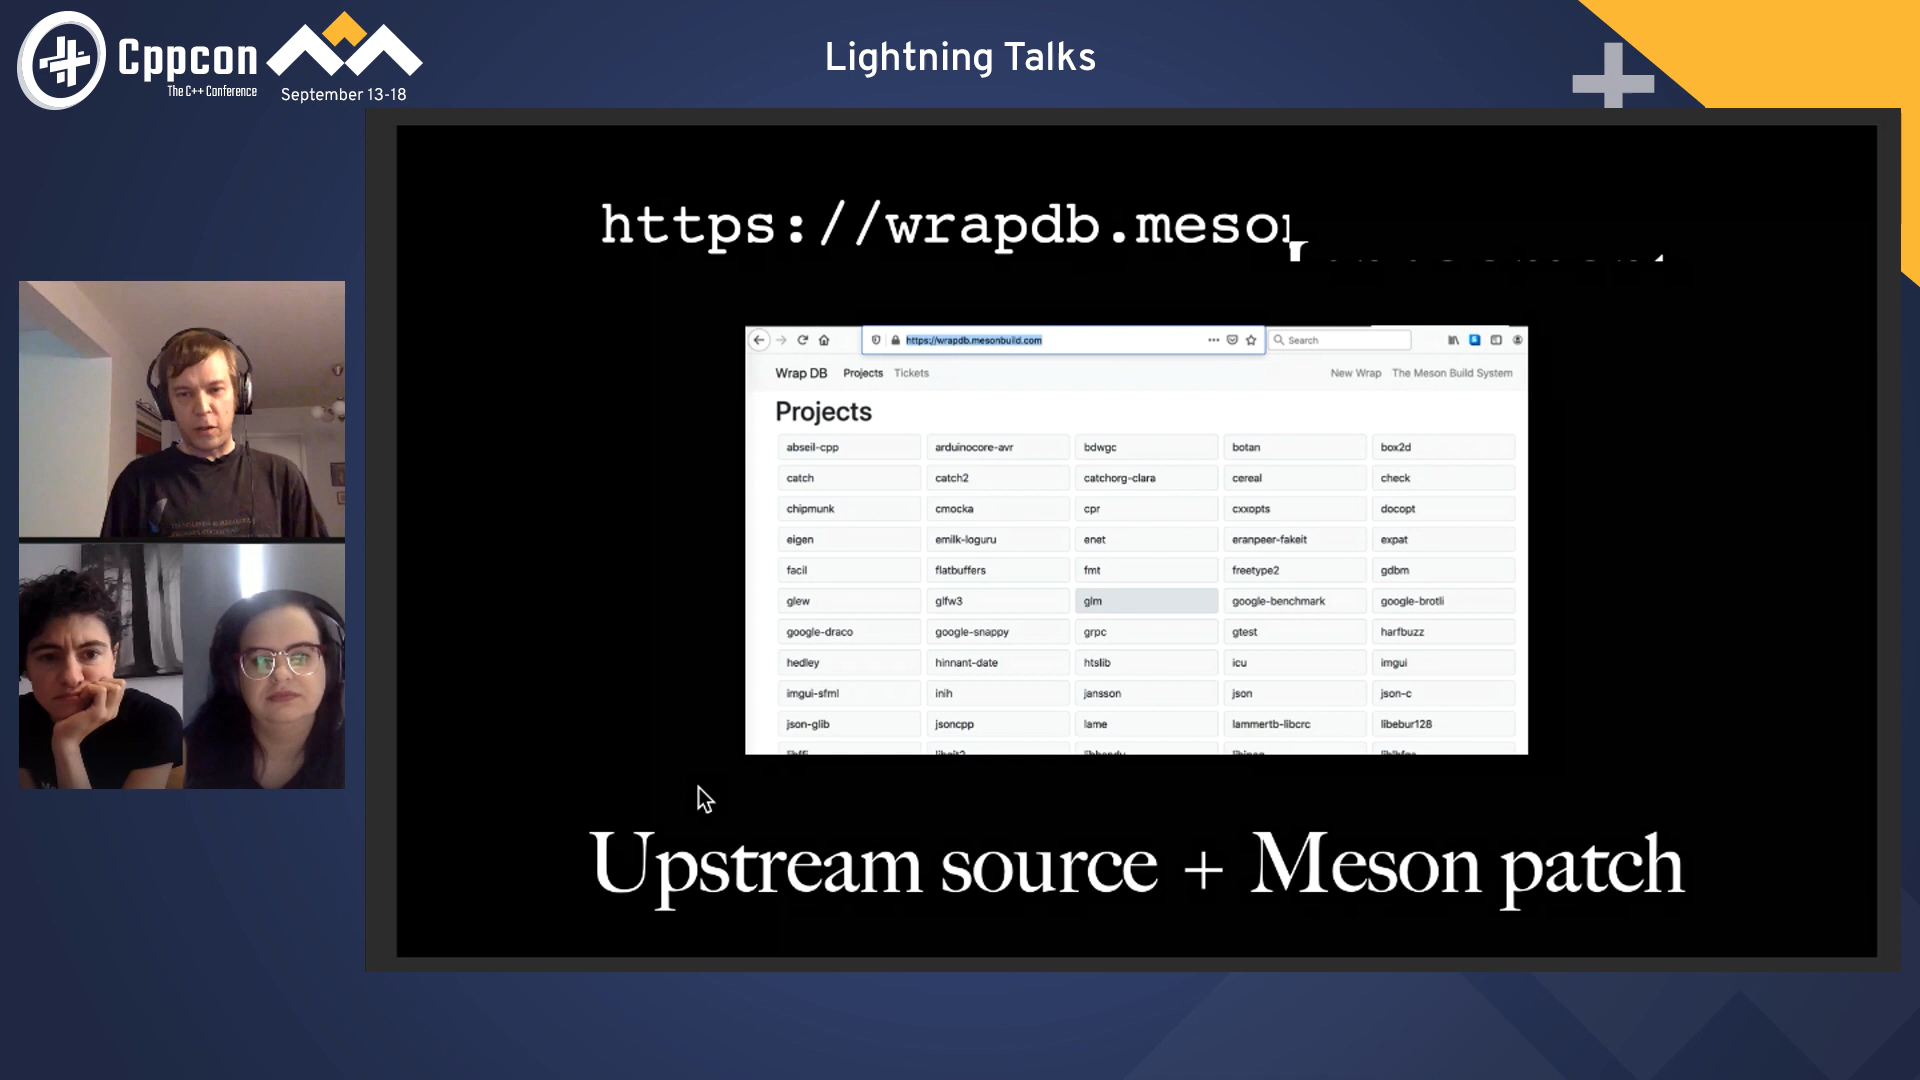 Cppcon
The C++ Conference
September 13-18
Lightning Talks
https://wrapdb.meso
https://wrapdb.mesonbuild.com
Search
Wrap DB Projects Tickets New Wrap The Meson Build System
Projects
abseil-cpp arduinocore-avr bdwgc botan box2d
catch catch2 catchorg-clara cereal check
chipmunk cmocka cpr cxxopts docopt
eigen emilk-loguru enet eranpeer-fakeit expat
facil flatbuffers fmt freetype2 gdbm
glew glfw3 glm google-benchmark google-brotli
google-draco google-snappy grpc gtest harfbuzz
hedley hinnant-date htslib icu imgui
imgui-sfml inih jansson json json-c
json-glib jsoncpp lame lammertb-libcrc libebur128
Upstream source + Meson patch